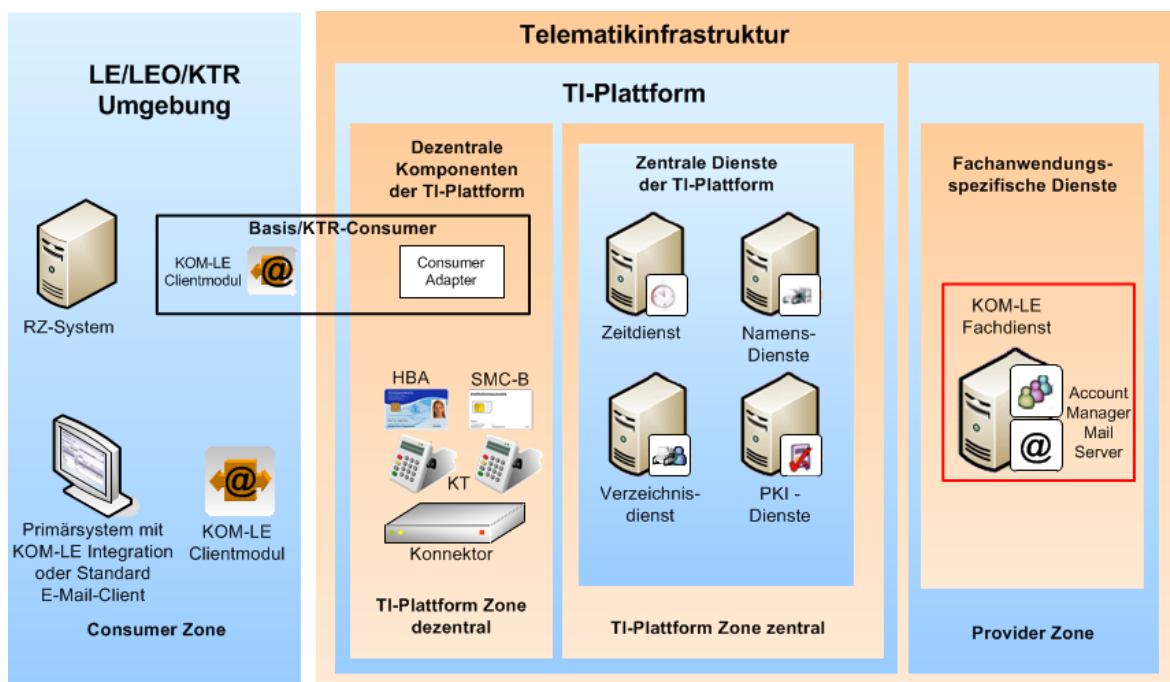 Telematikinfrastruktur
LE/LEO/KTR
Umgebung
TI-Plattform
Dezentrale
Komponenten
der TI-Plattform
Zentrale Dienste
der TI-Plattform
Fachanwendungs-
spezifische Dienste
Basis/KTR-Consumer
KOM-LE
Clientmodul
@
Consumer
Adapter
RZ-System
Zeitdienst
Namens-
Dienste
KOM-LE
Fachdienst
Account
Manager
Mail
Server
@
HBA
SMC-B
KT
Konnektor
Verzeichnis-
dienst
PKI -
Dienste
@
Primärsystem mit
KOM-LE Integration
oder Standard
E-Mail-Client
KOM-LE
Clientmodul
Consumer Zone
TI-Plattform Zone
dezentral
TI-Plattform Zone zentral
Provider Zone